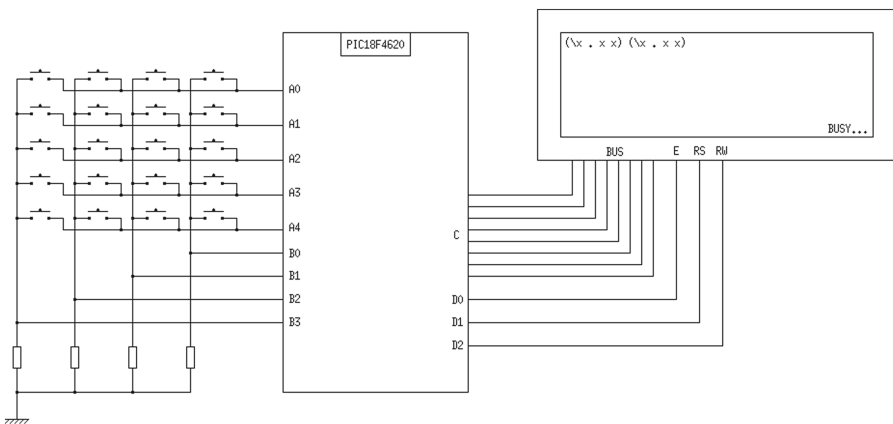 PIC18F4620
(\x . x x) (\x . x x)
BUSY...
BUS E RS RW
A0
A1
A2
A3
A4
B0
B1
B2
B3
C
D0
D1
D2